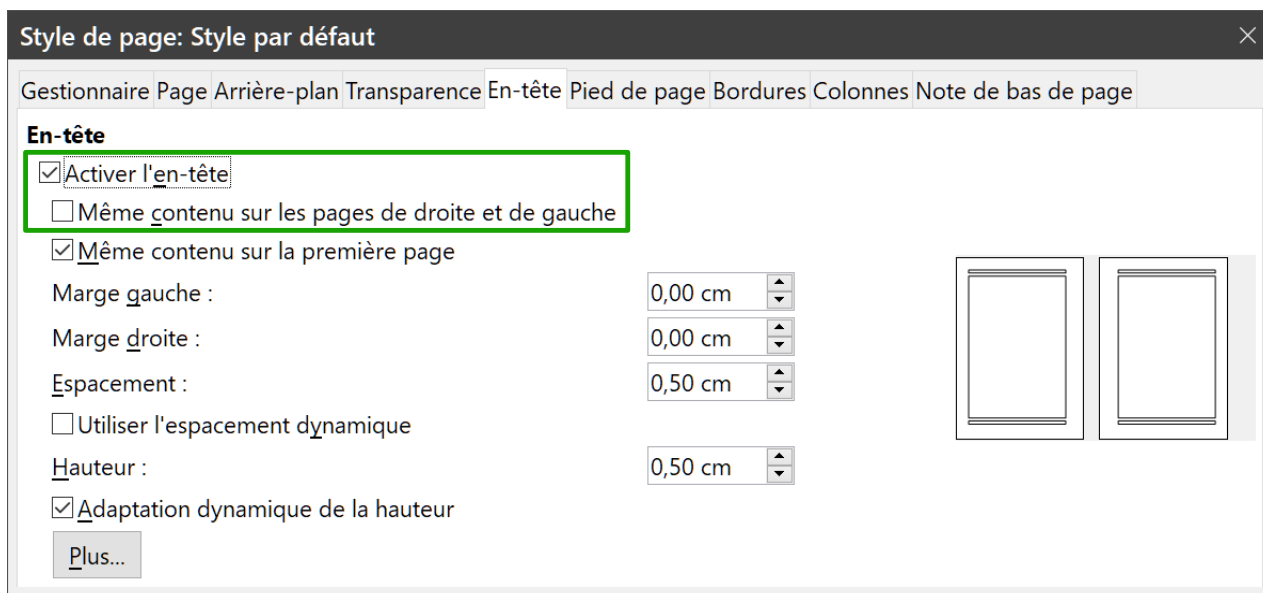 Style de page: Style par défaut
Gestionnaire Page Arrière-plan Transparence En-tête Pied de page Bordures Colonnes Note de bas de page
En-tête
Activer l'en-tête
Même contenu sur les pages de droite et de gauche
Même contenu sur la première page
Marge gauche : 0,00 cm
Marge droite : 0,00 cm
Espacement : 0,50 cm
Utiliser l'espacement dynamique
Hauteur : 0,50 cm
Adaptation dynamique de la hauteur
Plus...